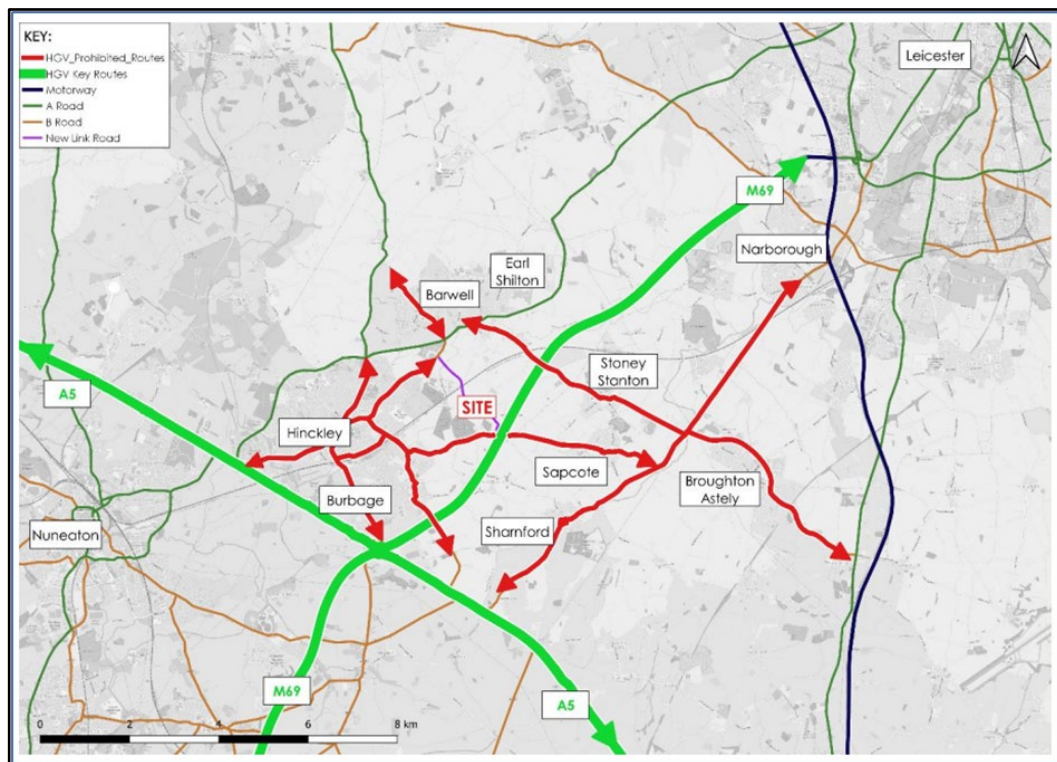 KEY:
HGV_Prohibited_Routes
HGV Key Routes
Motorway
A Road
B Road
New Link Road
Leicester
M69
Narborough
Earl
Shilton
Barwell
Stoney
Stanton
A5
SITE
Hinckley
Sapcote
Broughton
Astely
Burbage
Sharnford
Nuneaton
M69
A5
0 2 4 6 8 km